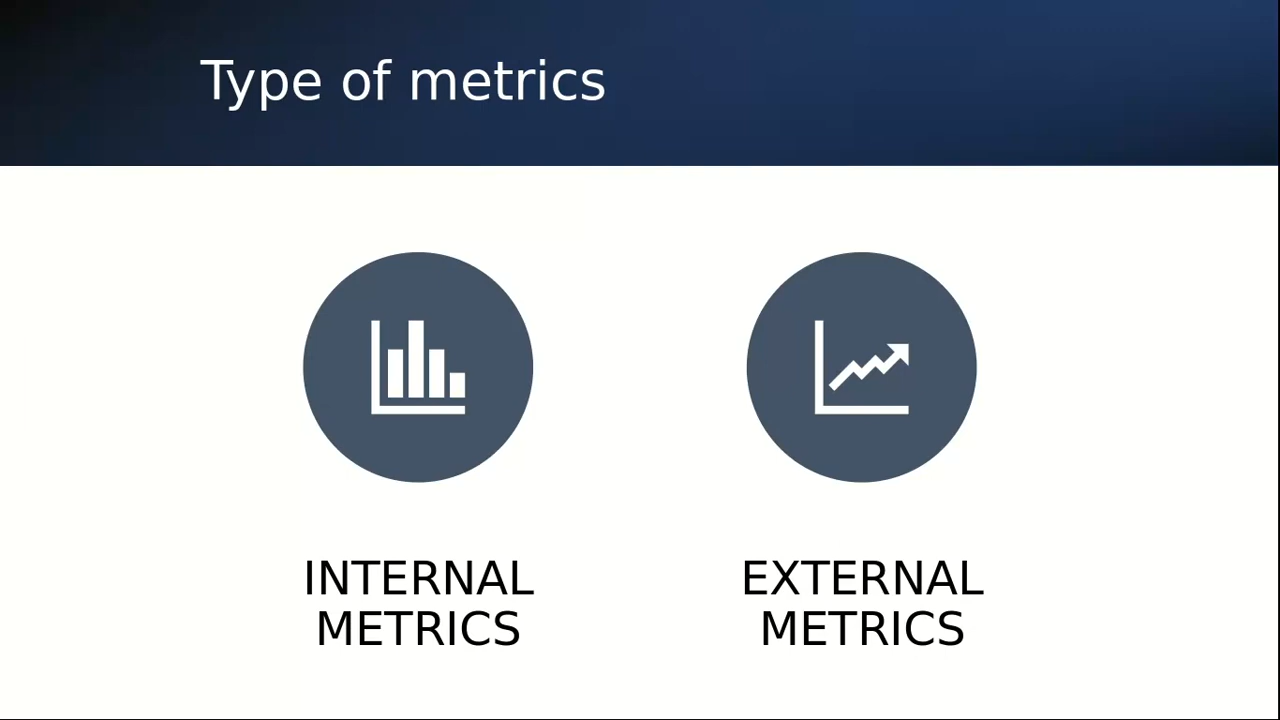 Type of metrics
INTERNAL
METRICS
EXTERNAL
METRICS